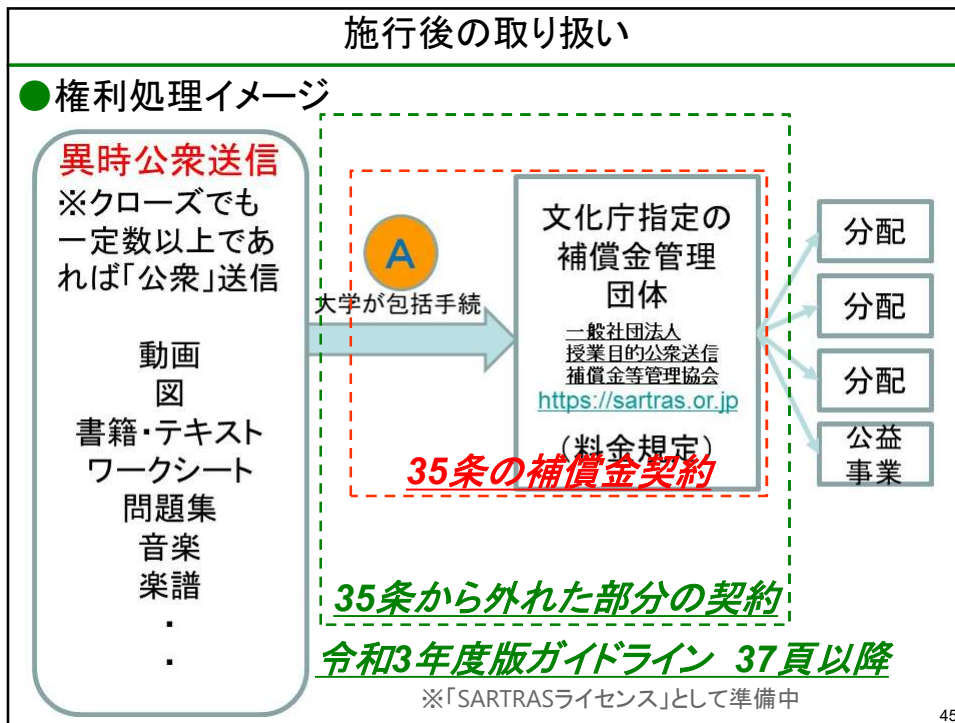 施行後の取り扱い
●権利処理イメージ
異時公衆送信
※クローズでも
一定数以上であ
れば「公衆」送信
動画
図
書籍・テキスト
ワークシート
問題集
音楽
楽譜
・
・
A
大学が包括手続
文化庁指定の
補償金管理
団体
一般社団法人
授業目的公衆送信
補償金等管理協会
https://sartras.or.jp
（料金規定）
35条の補償金契約
分配
分配
分配
公益
事業
35条から外れた部分の契約
令和3年度版ガイドライン 37頁以降
※「SARTRASライセンス」として準備中
45